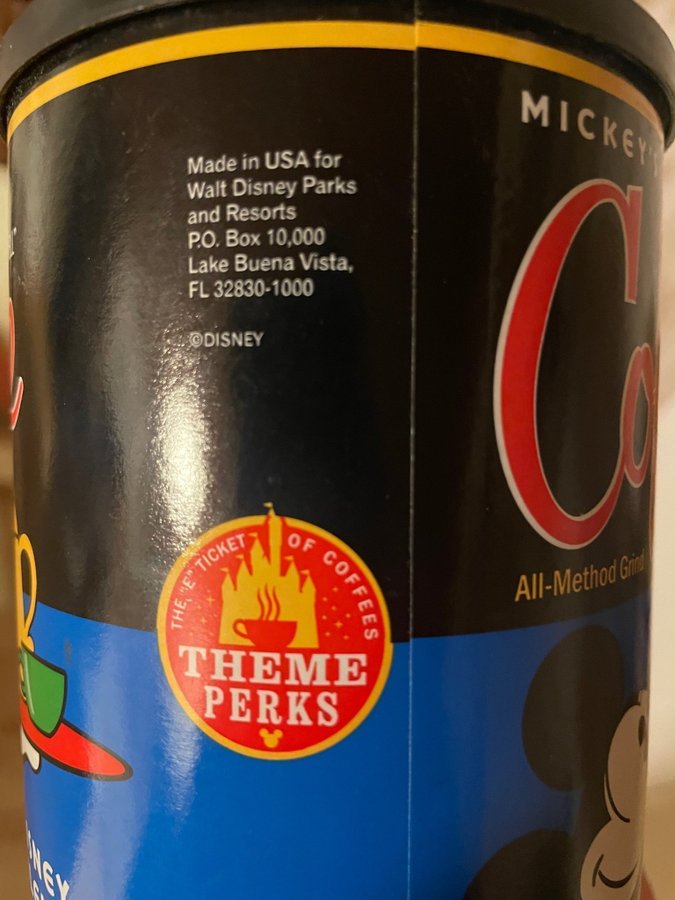 Made in USA for
Walt Disney Parks
and Resorts
P.O. Box 10,000
Lake Buena Vista,
FL 32830-1000
©DISNEY
THE "E" TICKET OF COFFEES
THEME
PERKS
MICKEY'
Co
All-Method Grind